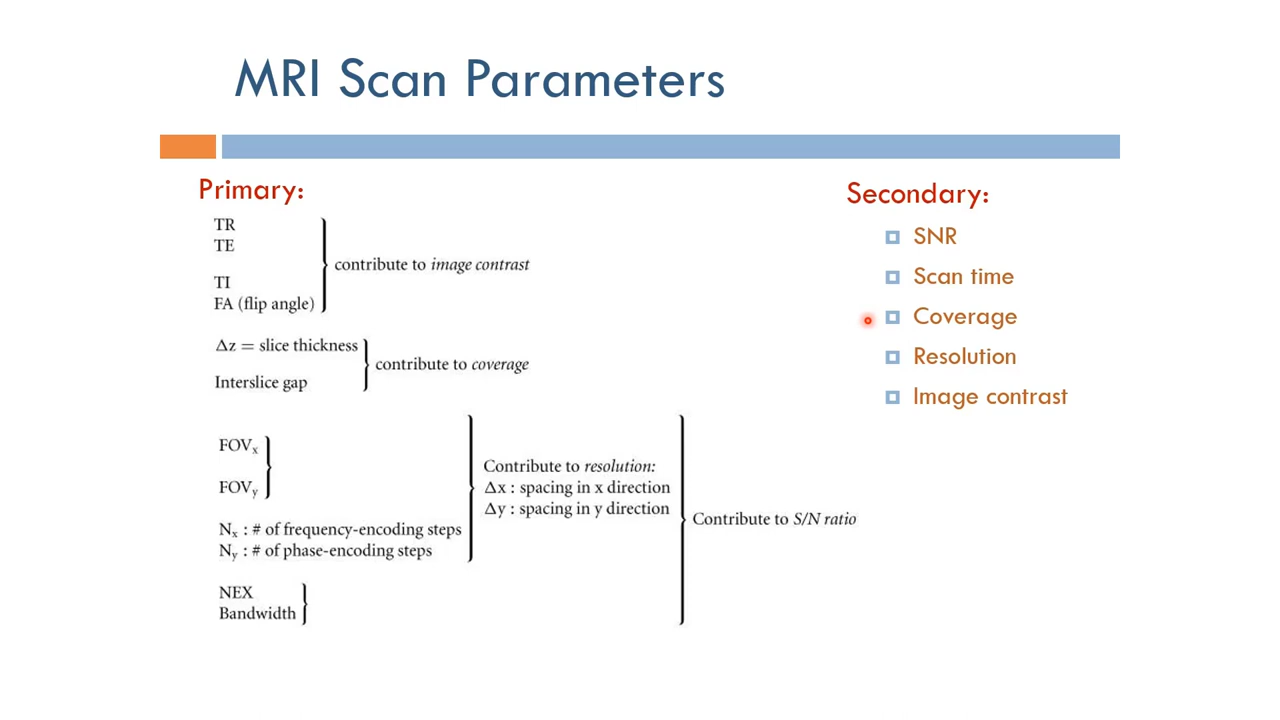 MRI Scan Parameters
Primary:
TR
TE
TI
FA (flip angle)
contribute to image contrast
Δz = slice thickness
Interslice gap
contribute to coverage
FOVx
FOVy
Nx : # of frequency-encoding steps
Ny : # of phase-encoding steps
Contribute to resolution:
Δx : spacing in x direction
Δy : spacing in y direction
NEX
Bandwidth
Contribute to S/N ratio
Secondary:
SNR
Scan time
Coverage
Resolution
Image contrast